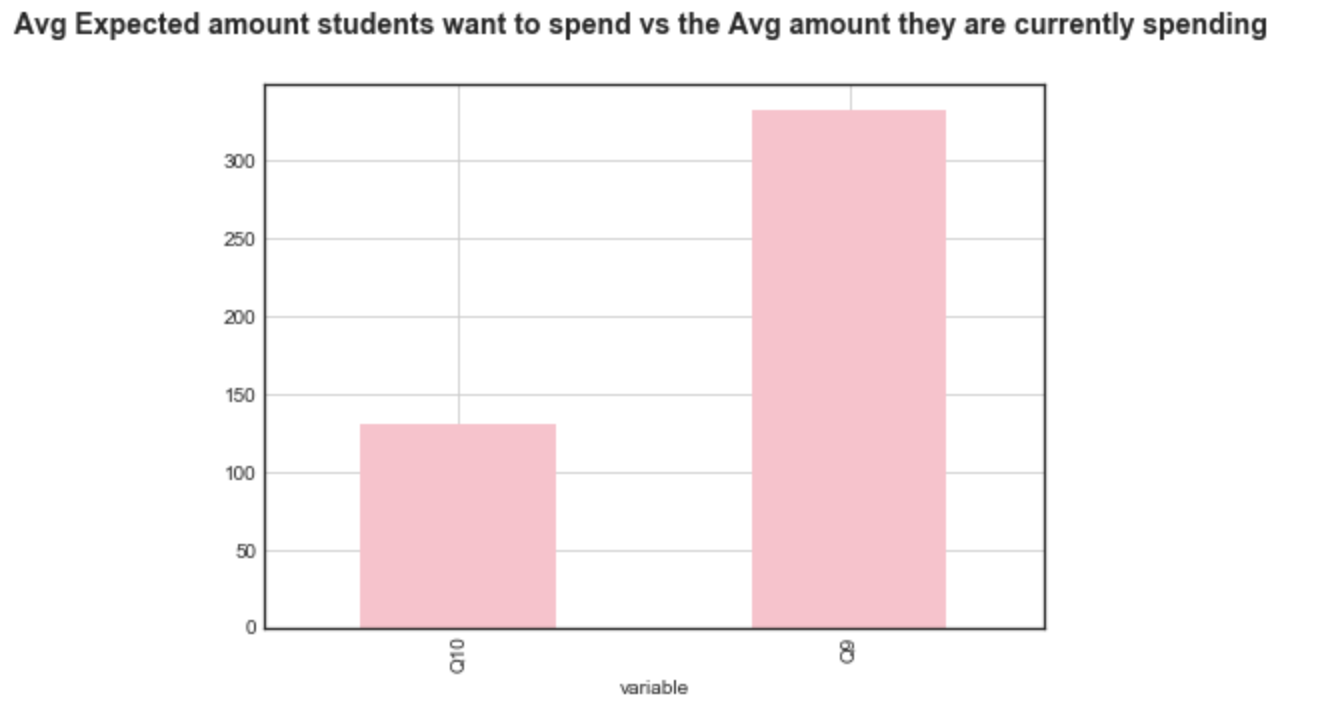 Avg Expected amount students want to spend vs the Avg amount they are currently spending
300
250
200
150
100
50
0
Q10
Q9
variable